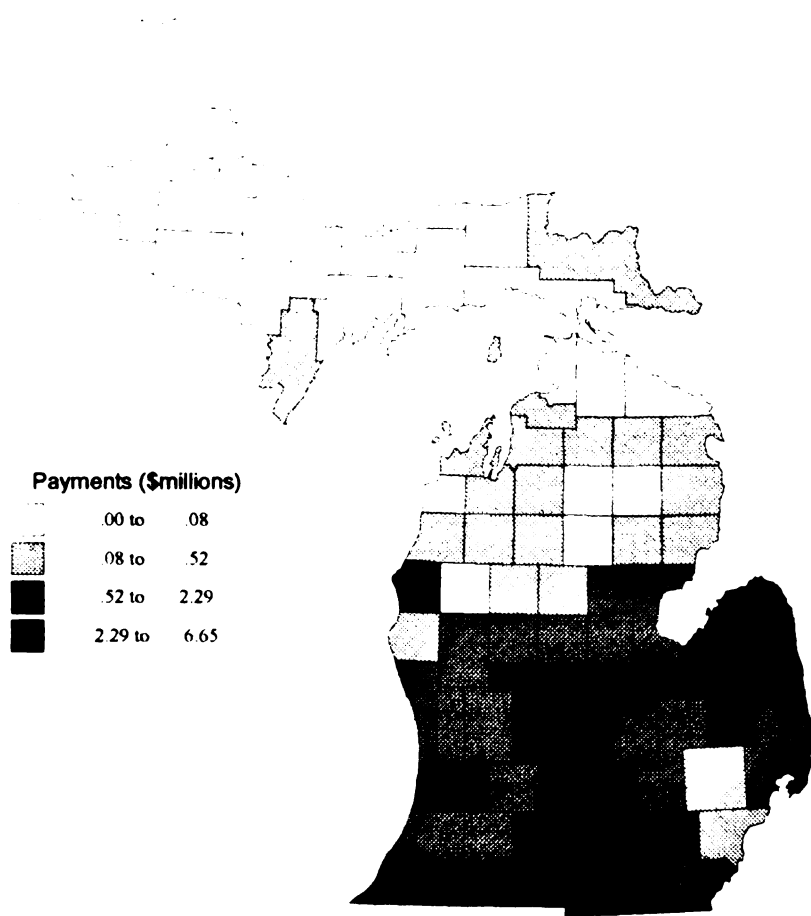 Payments ($millions)
.00 to .08
.08 to .52
.52 to 2.29
2.29 to 6.65